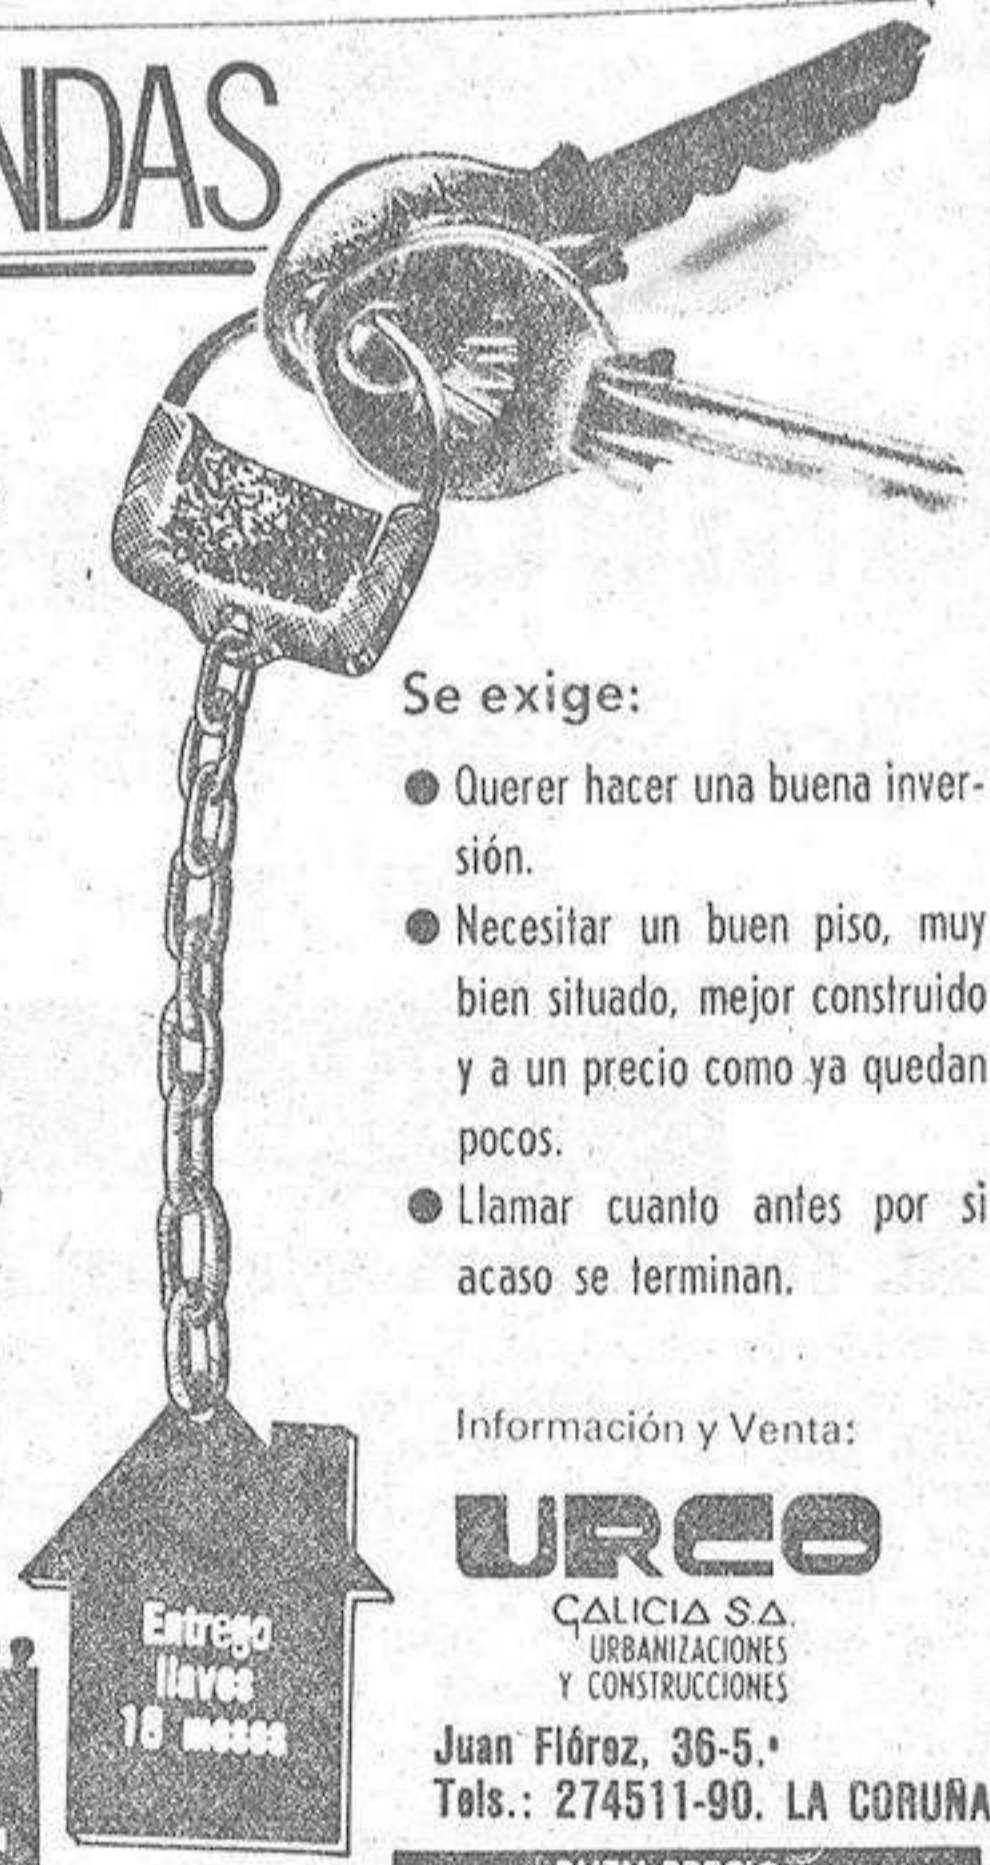 NDAS
Se exige:
● Querer hacer una buena inver-
sión.
● Necesitar un buen piso, muy
bien situado, mejor construido
y a un precio como ya quedan
pocos.
● Llamar cuanto antes por si
acaso se terminan.
Información y Venta:
URCO
GALICIA S.A.
URBANIZACIONES
Y CONSTRUCCIONES
Juan Flórez, 36-5.º
Tels.: 274511-90. LA CORUÑA
Entrega
llaves
18 meses